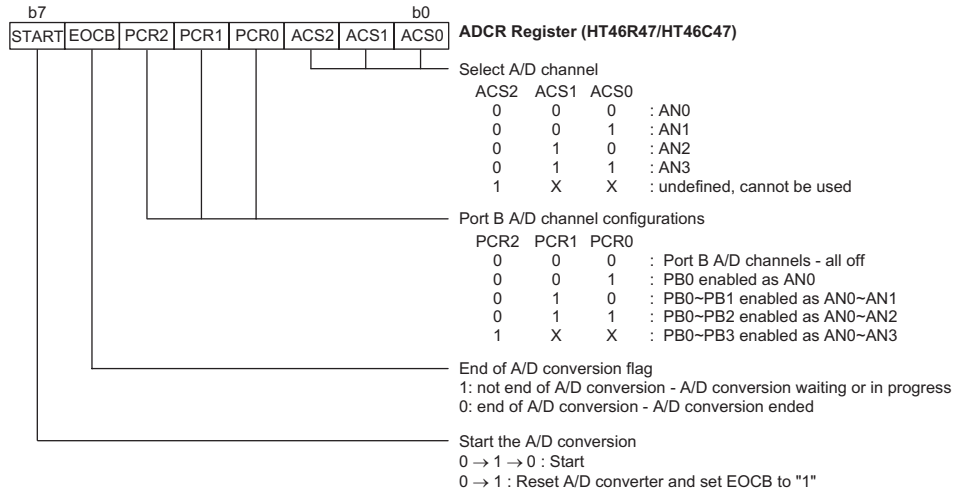 b7 b0
START EOCB PCR2 PCR1 PCR0 ACS2 ACS1 ACS0 ADCR Register (HT46R47/HT46C47)
Select A/D channel
ACS2 ACS1 ACS0
0 0 0 : AN0
0 0 1 : AN1
0 1 0 : AN2
0 1 1 : AN3
1 X X : undefined, cannot be used
Port B A/D channel configurations
PCR2 PCR1 PCR0
0 0 0 : Port B A/D channels - all off
0 0 1 : PB0 enabled as AN0
0 1 0 : PB0~PB1 enabled as AN0~AN1
0 1 1 : PB0~PB2 enabled as AN0~AN2
1 X X : PB0~PB3 enabled as AN0~AN3
End of A/D conversion flag
1: not end of A/D conversion - A/D conversion waiting or in progress
0: end of A/D conversion - A/D conversion ended
Start the A/D conversion
0 → 1 → 0 : Start
0 → 1 : Reset A/D converter and set EOCB to "1"